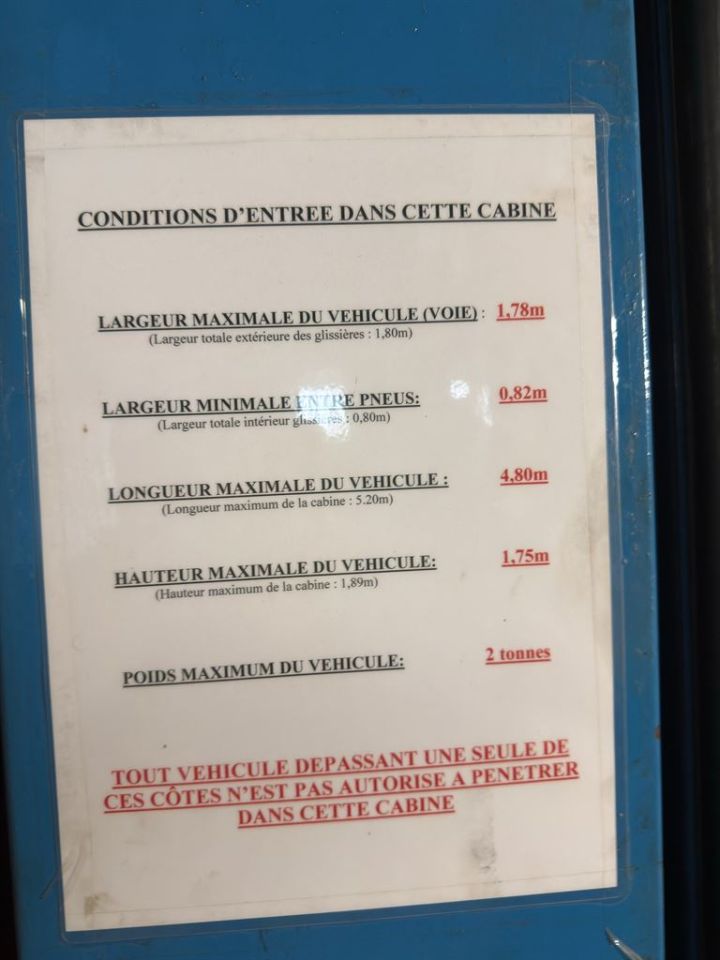 CONDITIONS D'ENTREE DANS CETTE CABINE
LARGEUR MAXIMALE DU VEHICULE (VOIE) : 1,78m
(Largeur totale extérieure des glissières : 1,80m)
LARGEUR MINIMALE ENTRE PNEUS: 0,82m
(Largeur totale intérieur glissières : 0,80m)
LONGUEUR MAXIMALE DU VEHICULE : 4,80m
(Longueur maximum de la cabine : 5.20m)
HAUTEUR MAXIMALE DU VEHICULE: 1,75m
(Hauteur maximum de la cabine : 1,89m)
POIDS MAXIMUM DU VEHICULE: 2 tonnes
TOUT VEHICULE DEPASSANT UNE SEULE DE
CES CÔTES N'EST PAS AUTORISE A PENETRER
DANS CETTE CABINE